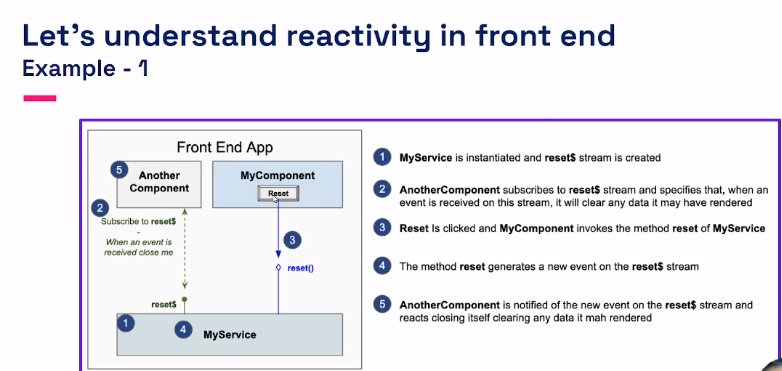 Let's understand reactivity in front end
Example - 1
Front End App
5
Another
Component
MyComponent
Reset
2
Subscribe to reset$
-
When an event is
received close me
3
reset()
reset$
1
4
MyService
1 MyService is instantiated and reset$ stream is created
2 AnotherComponent subscribes to reset$ stream and specifies that, when an
event is received on this stream, it will clear any data it may have rendered
3 Reset Is clicked and MyComponent invokes the method reset of MyService
4 The method reset generates a new event on the reset$ stream
5 AnotherComponent is notified of the new event on the reset$ stream and
reacts closing itself clearing any data it mah rendered